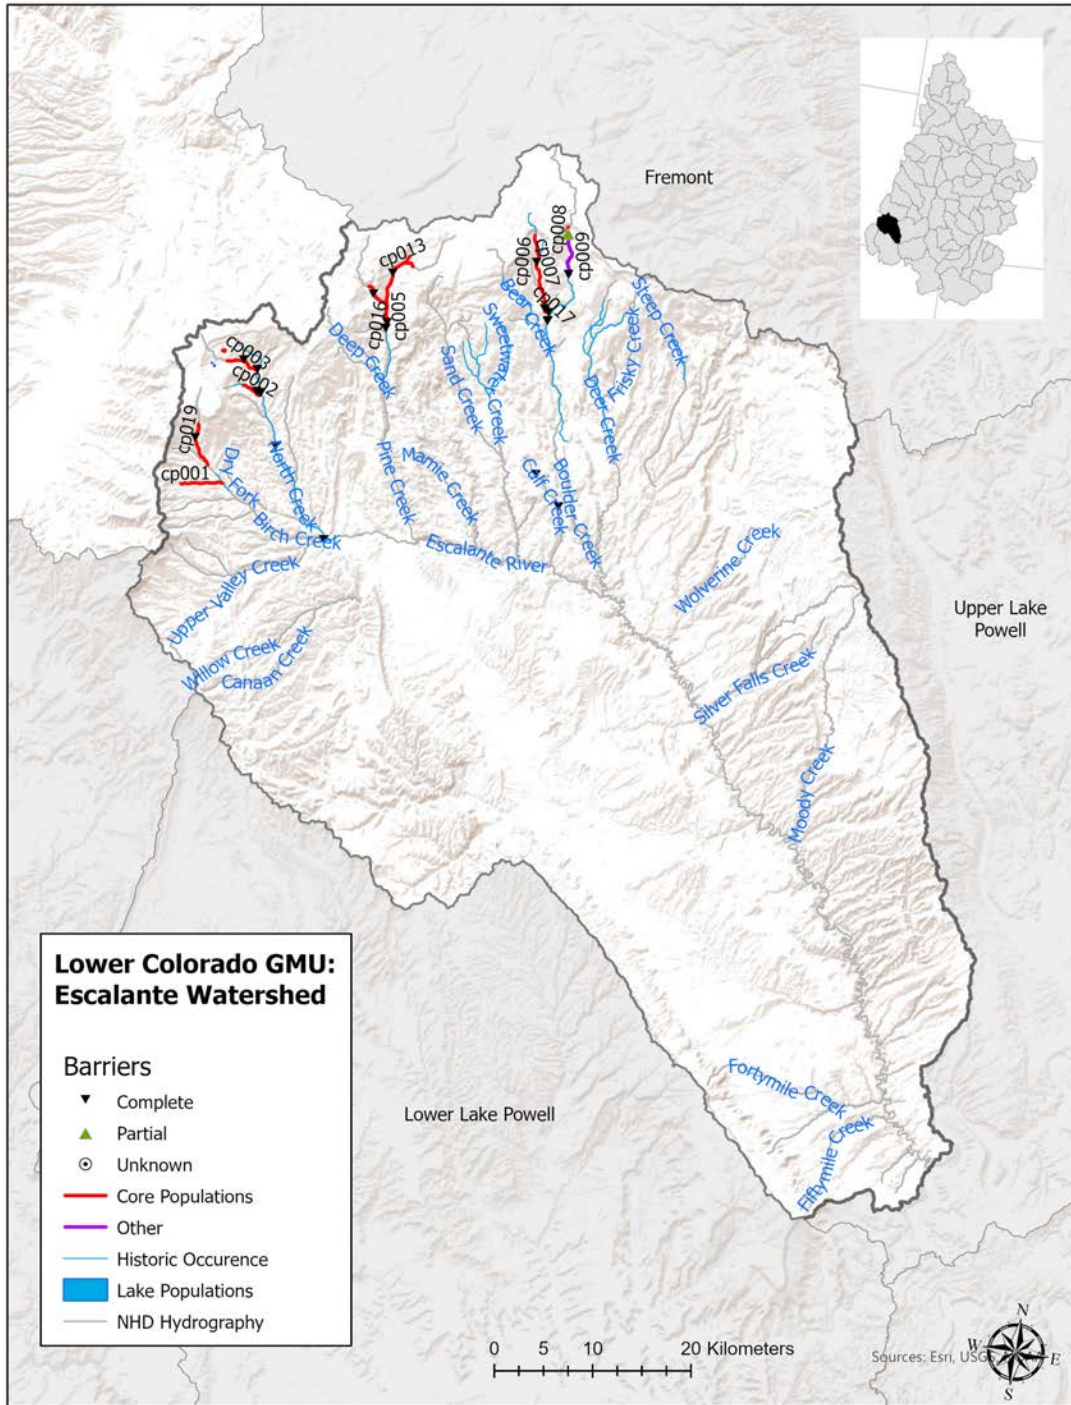 Fremont
cp008
cp009
cp013
cp006
cp007
cp017
cp016
cp005
Bear Creek
Steep Creek
Sweetwater Creek
Frisky Creek
Deep Creek
Sand Creek
Deer Creek
cp003
cp002
cp019
cp001
North Creek
Dry Fork
Birch Creek
Pine Creek
Mamie Creek
Calf Creek
Boulder Creek
Escalante River
Wolverine Creek
Upper Valley Creek
Willow Creek
Canaan Creek
Upper Lake
Powell
Silver Falls Creek
Moody Creek
Lower Colorado GMU:
Escalante Watershed
Barriers
Complete
Partial
Unknown
Core Populations
Other
Historic Occurence
Lake Populations
NHD Hydrography
Lower Lake Powell
Fortymile Creek
Fiftymile Creek
0 10 20 Kilometers
5
N
W
E
S
Sources: Esri, USGS,